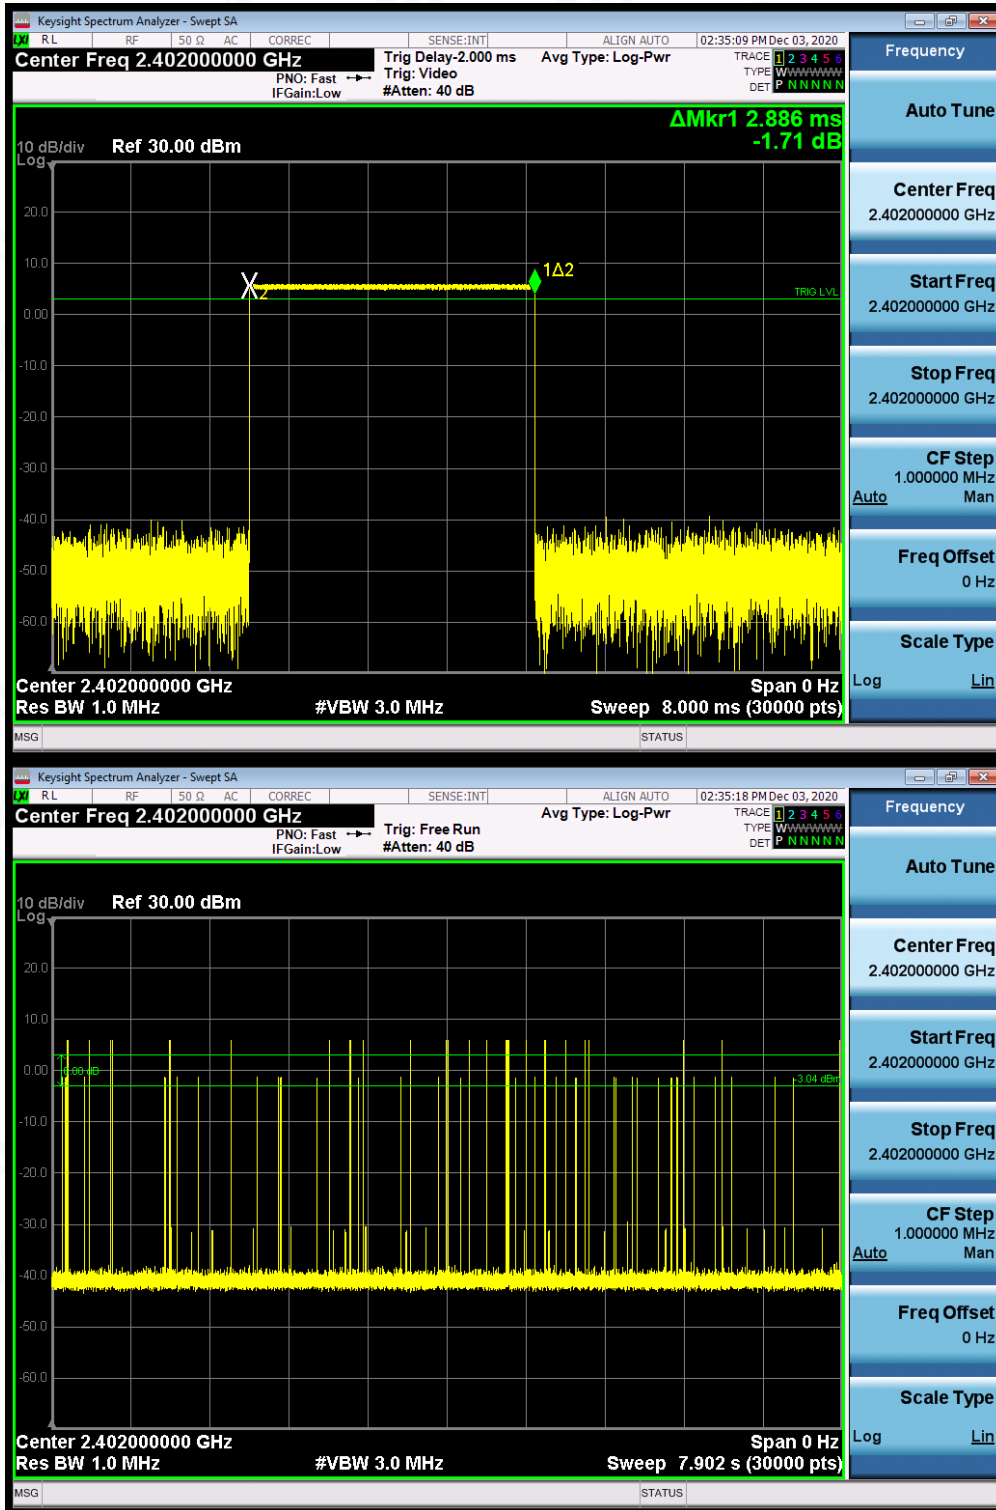 Keysight Spectrum Analyzer - Swept SA
LXI RL RF 50 Ω AC CORREC SENSE:INT ALIGN AUTO 02:35:09 PM Dec 03, 2020
Center Freq 2.402000000 GHz
PNO: Fast
IFGain:Low
Trig Delay-2.000 ms
Trig: Video
#Atten: 40 dB
Avg Type: Log-Pwr
TRACE 1 2 3 4 5 6
TYPE WWWWWW
DET P N N N N N
ΔMkr1 2.886 ms
-1.71 dB
10 dB/div Ref 30.00 dBm
Log
20.0
10.0
1Δ2
2
TRIG LVL
0.00
-10.0
-20.0
-30.0
-40.0
-50.0
-60.0
Center 2.402000000 GHz Span 0 Hz
Res BW 1.0 MHz #VBW 3.0 MHz Sweep 8.000 ms (30000 pts)
MSG STATUS
Frequency
Auto Tune
Center Freq
2.402000000 GHz
Start Freq
2.402000000 GHz
Stop Freq
2.402000000 GHz
CF Step
1.000000 MHz
Auto Man
Freq Offset
0 Hz
Scale Type
Log Lin
Keysight Spectrum Analyzer - Swept SA
LXI RL RF 50 Ω AC CORREC SENSE:INT ALIGN AUTO 02:35:18 PM Dec 03, 2020
Center Freq 2.402000000 GHz
PNO: Fast
IFGain:Low
Trig: Free Run
#Atten: 40 dB
Avg Type: Log-Pwr
TRACE 1 2 3 4 5 6
TYPE WWWWWW
DET P N N N N N
10 dB/div Ref 30.00 dBm
Log
20.0
10.0
0.00
-3.04 dBm
-10.0
-20.0
-30.0
-40.0
-50.0
-60.0
Center 2.402000000 GHz Span 0 Hz
Res BW 1.0 MHz #VBW 3.0 MHz Sweep 7.902 s (30000 pts)
MSG STATUS
Frequency
Auto Tune
Center Freq
2.402000000 GHz
Start Freq
2.402000000 GHz
Stop Freq
2.402000000 GHz
CF Step
1.000000 MHz
Auto Man
Freq Offset
0 Hz
Scale Type
Log Lin